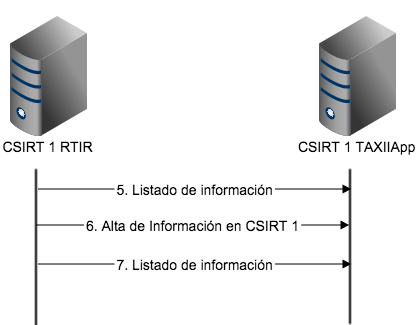 CSIRT 1 RTIR
CSIRT 1 TAXIIApp
5. Listado de información
6. Alta de Información en CSIRT 1
7. Listado de información